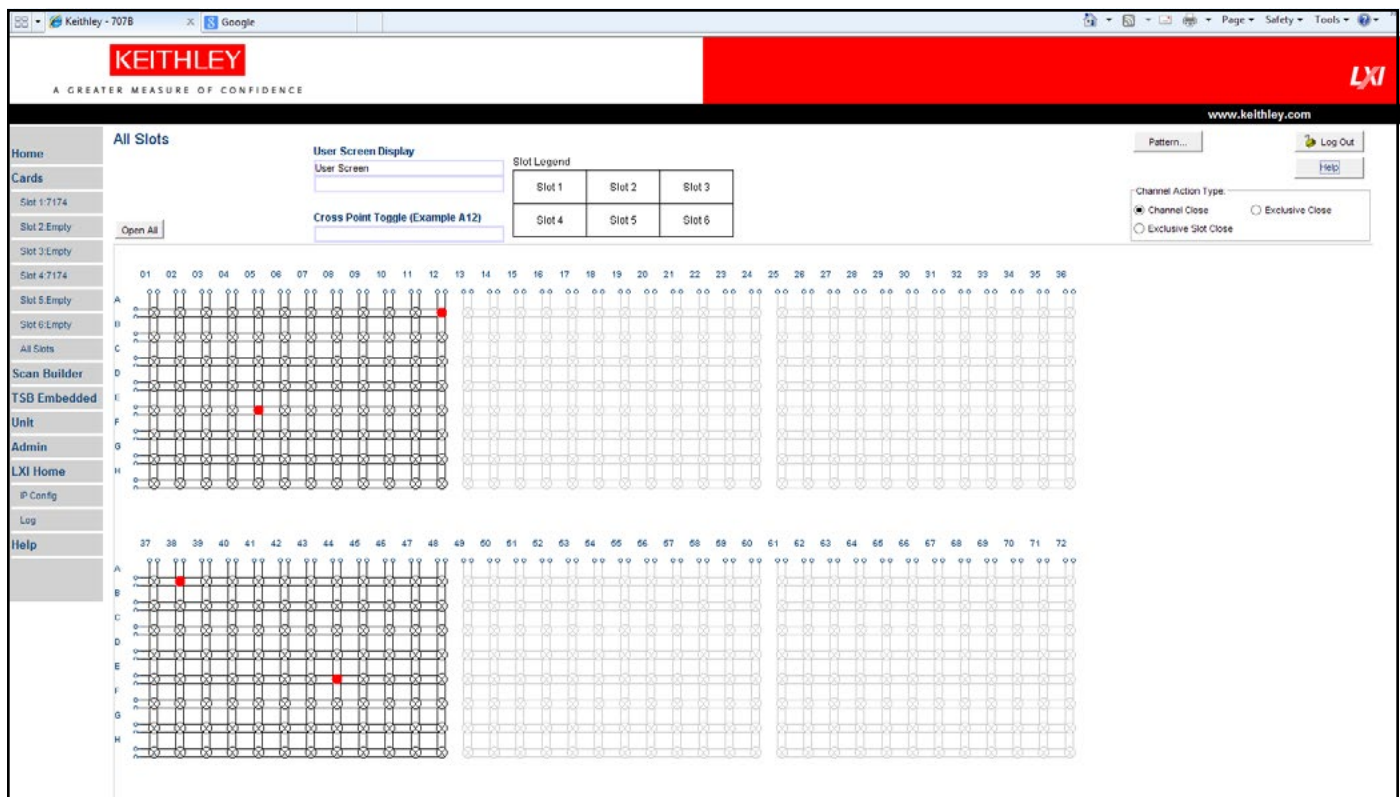 Keithley - 707B x Google Page Safety Tools
KEITHLEY
A GREATER MEASURE OF CONFIDENCE
LXI
www.keithley.com
Home
Cards
Slot 1:7174
Slot 2:Empty
Slot 3:Empty
Slot 4:7174
Slot 5:Empty
Slot 6:Empty
All Slots
Scan Builder
TSB Embedded
Unit
Admin
LXI Home
IP Config
Log
Help
All Slots
Open All
User Screen Display
User Screen
Cross Point Toggle (Example A12)
Slot Legend
Slot 1 Slot 2 Slot 3
Slot 4 Slot 5 Slot 6
Pattern... Log Out
Help
Channel Action Type:
Channel Close Exclusive Close
Exclusive Slot Close
01 02 03 04 05 06 07 08 09 10 11 12 13 14 15 16 17 18 19 20 21 22 23 24 25 26 27 28 29 30 31 32 33 34 35 36
A
B
C
D
E
F
G
H
37 38 39 40 41 42 43 44 45 46 47 48 49 50 51 52 53 54 55 56 57 58 59 60 61 62 63 64 65 66 67 68 69 70 71 72
A
B
C
D
E
F
G
H